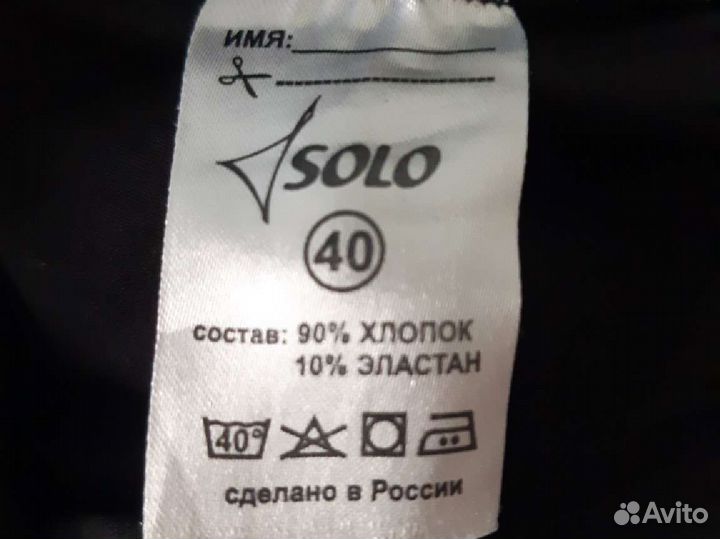 ИМЯ:
SOLO
40
состав: 90% ХЛОПОК
10% ЭЛАСТАН
40°
сделано в России
Avito